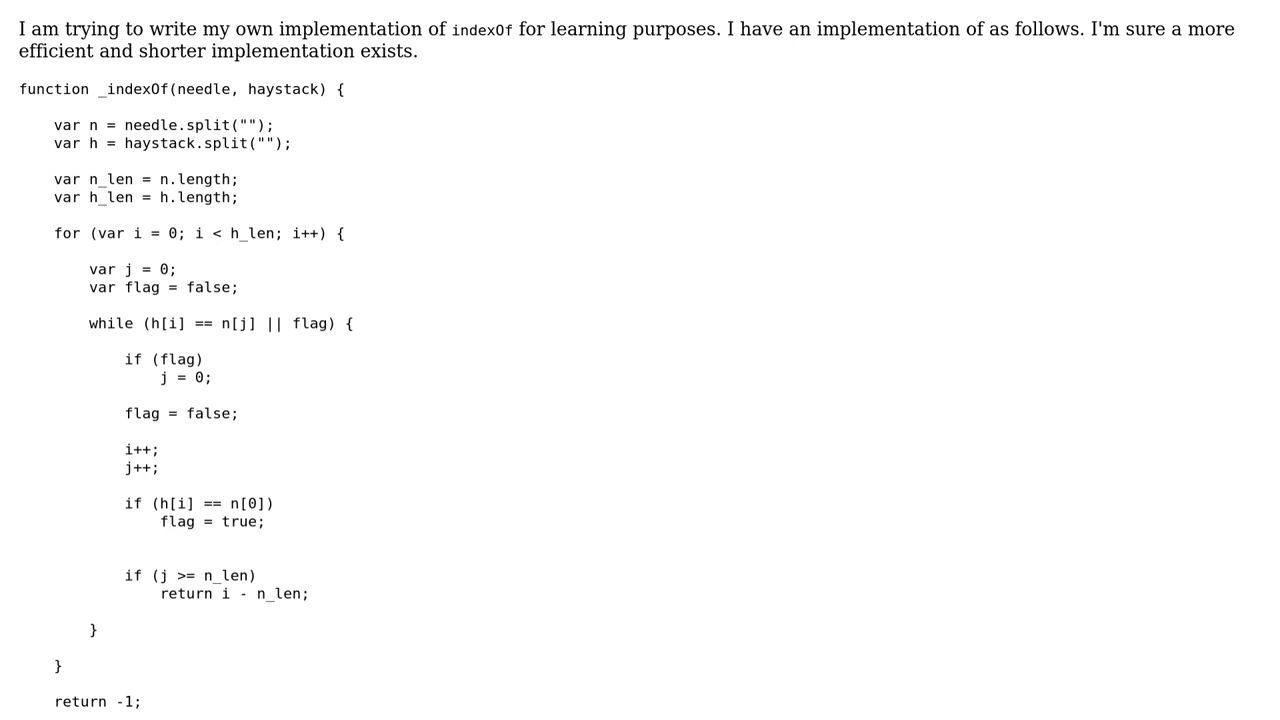 I am trying to write my own implementation of indexOf for learning purposes. I have an implementation of as follows. I'm sure a more
efficient and shorter implementation exists.
function _indexOf(needle, haystack) {
    var n = needle.split("");
    var h = haystack.split("");
    var n_len = n.length;
    var h_len = h.length;
    for (var i = 0; i < h_len; i++) {
        var j = 0;
        var flag = false;
        while (h[i] == n[j] || flag) {
            if (flag)
                j = 0;
            flag = false;
            i++;
            j++;
            if (h[i] == n[0])
                flag = true;
            if (j >= n_len)
                return i - n_len;
        }
    }
    return -1;